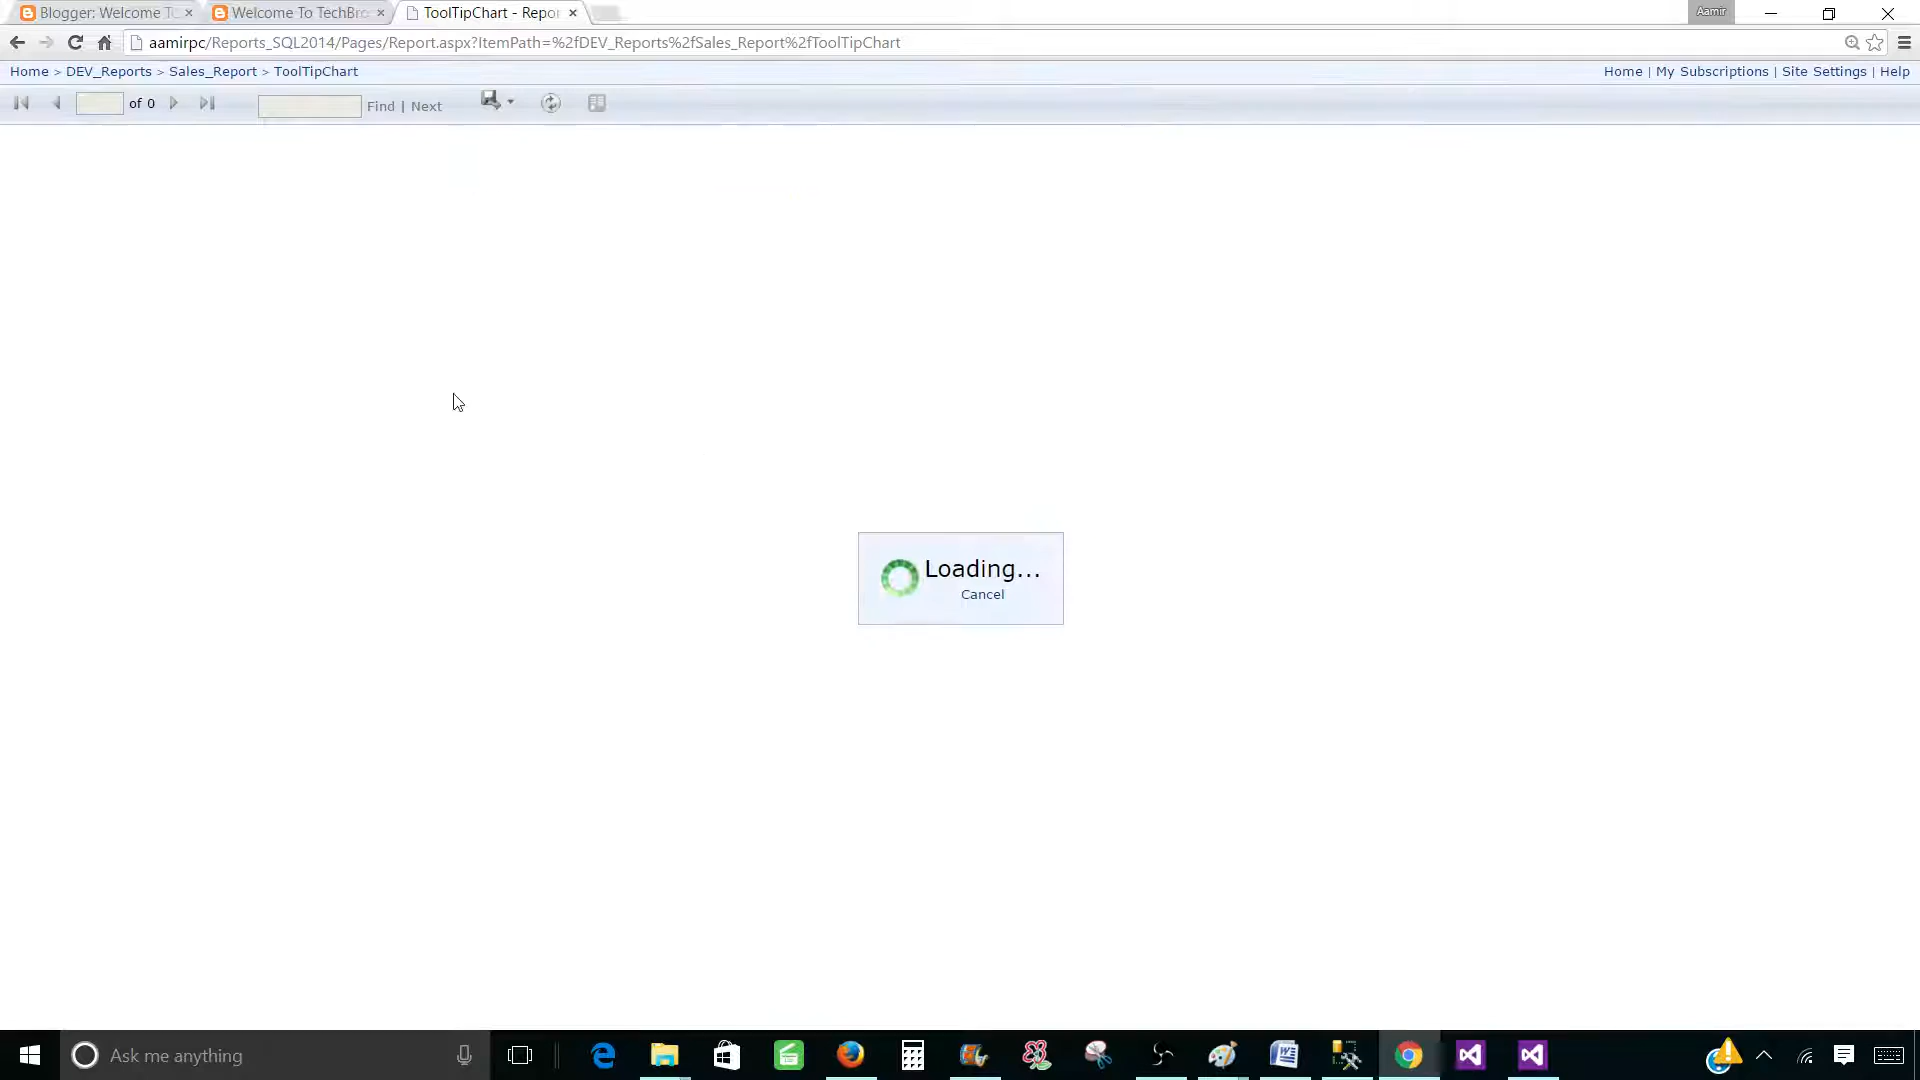 Blogger: Welcome T
Welcome To TechBro
ToolTipChart - Repor
Aamir
aamirpc/Reports_SQL2014/Pages/Report.aspx?ItemPath=%2fDEV_Reports%2fSales_Report%2fToolTipChart
Home > DEV_Reports > Sales_Report > ToolTipChart
Home | My Subscriptions | Site Settings | Help
of 0
Find | Next
Loading...
Cancel
Ask me anything